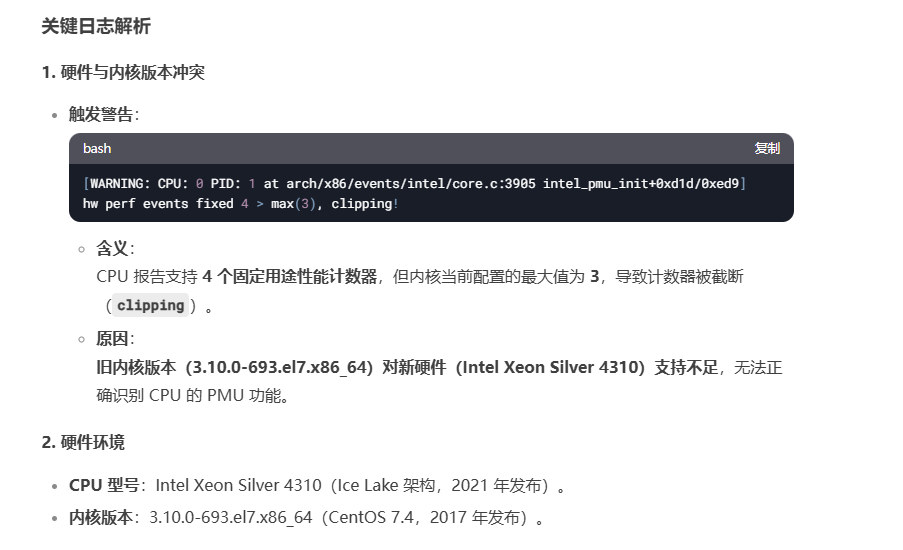 关键日志解析
1. 硬件与内核版本冲突
触发警告：
bash 复制
[WARNING: CPU: 0 PID: 1 at arch/x86/events/intel/core.c:3905 intel_pmu_init+0xd1d/0xed9]
hw perf events fixed 4 > max(3), clipping!
含义：
CPU 报告支持 4 个固定用途性能计数器，但内核当前配置的最大值为 3，导致计数器被截断
（clipping）。
原因：
旧内核版本（3.10.0-693.el7.x86_64）对新硬件（Intel Xeon Silver 4310）支持不足，无法正
确识别 CPU 的 PMU 功能。
2. 硬件环境
CPU 型号：Intel Xeon Silver 4310（Ice Lake 架构，2021 年发布）。
内核版本：3.10.0-693.el7.x86_64（CentOS 7.4，2017 年发布）。